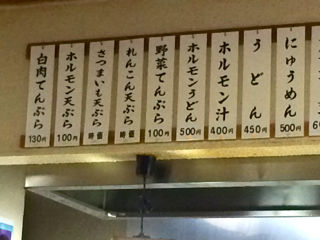 にゅうめん
500円
うどん
450円
ホルモン汁
400円
ホルモンうどん
500円
野菜てんぷら
100円
れんこん天ぷら
時価
さつまいも天ぷら
時価
ホルモン天ぷら
100円
白肉てんぷら
130円